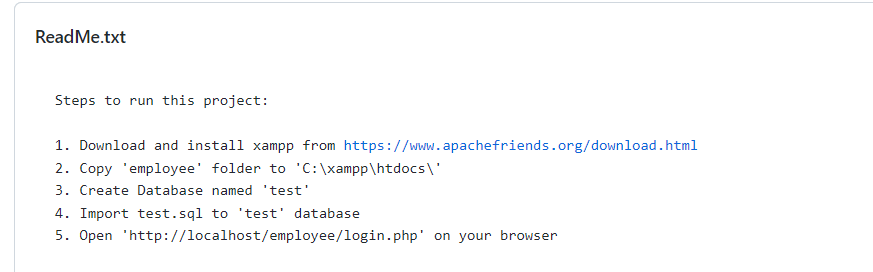 ReadMe.txt
Steps to run this project:
1. Download and install xampp from https://www.apachefriends.org/download.html
2. Copy 'employee' folder to 'C:\xampp\htdocs\'
3. Create Database named 'test'
4. Import test.sql to 'test' database
5. Open 'http://localhost/employee/login.php' on your browser